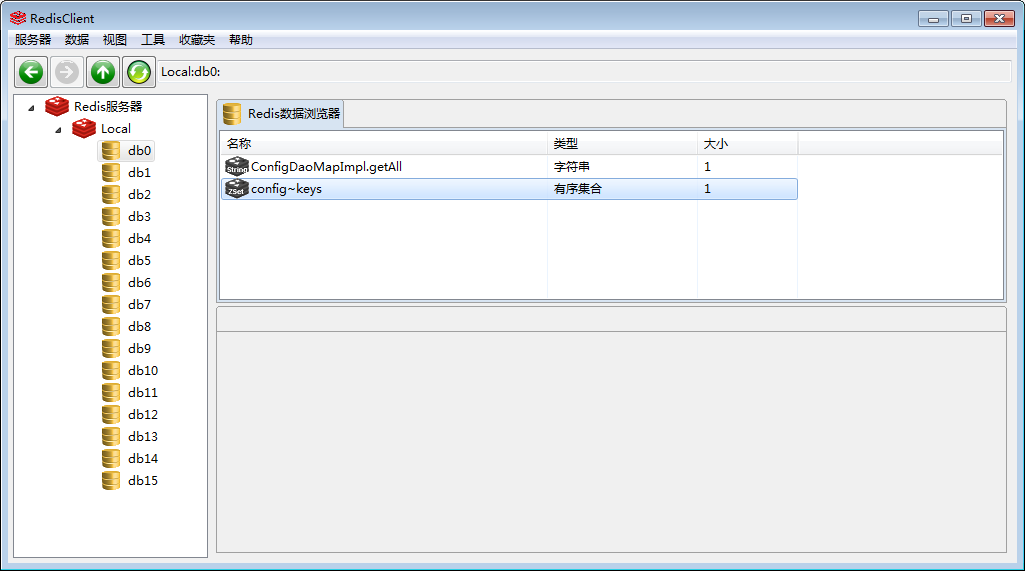 RedisClient
服务器 数据 视图 工具 收藏夹 帮助
Local:db0:
Redis服务器
Local
db0
db1
db2
db3
db4
db5
db6
db7
db8
db9
db10
db11
db12
db13
db14
db15
Redis数据浏览器
名称 类型 大小
String ConfigDaoMapImpl.getAll 字符串 1
ZSet config~keys 有序集合 1